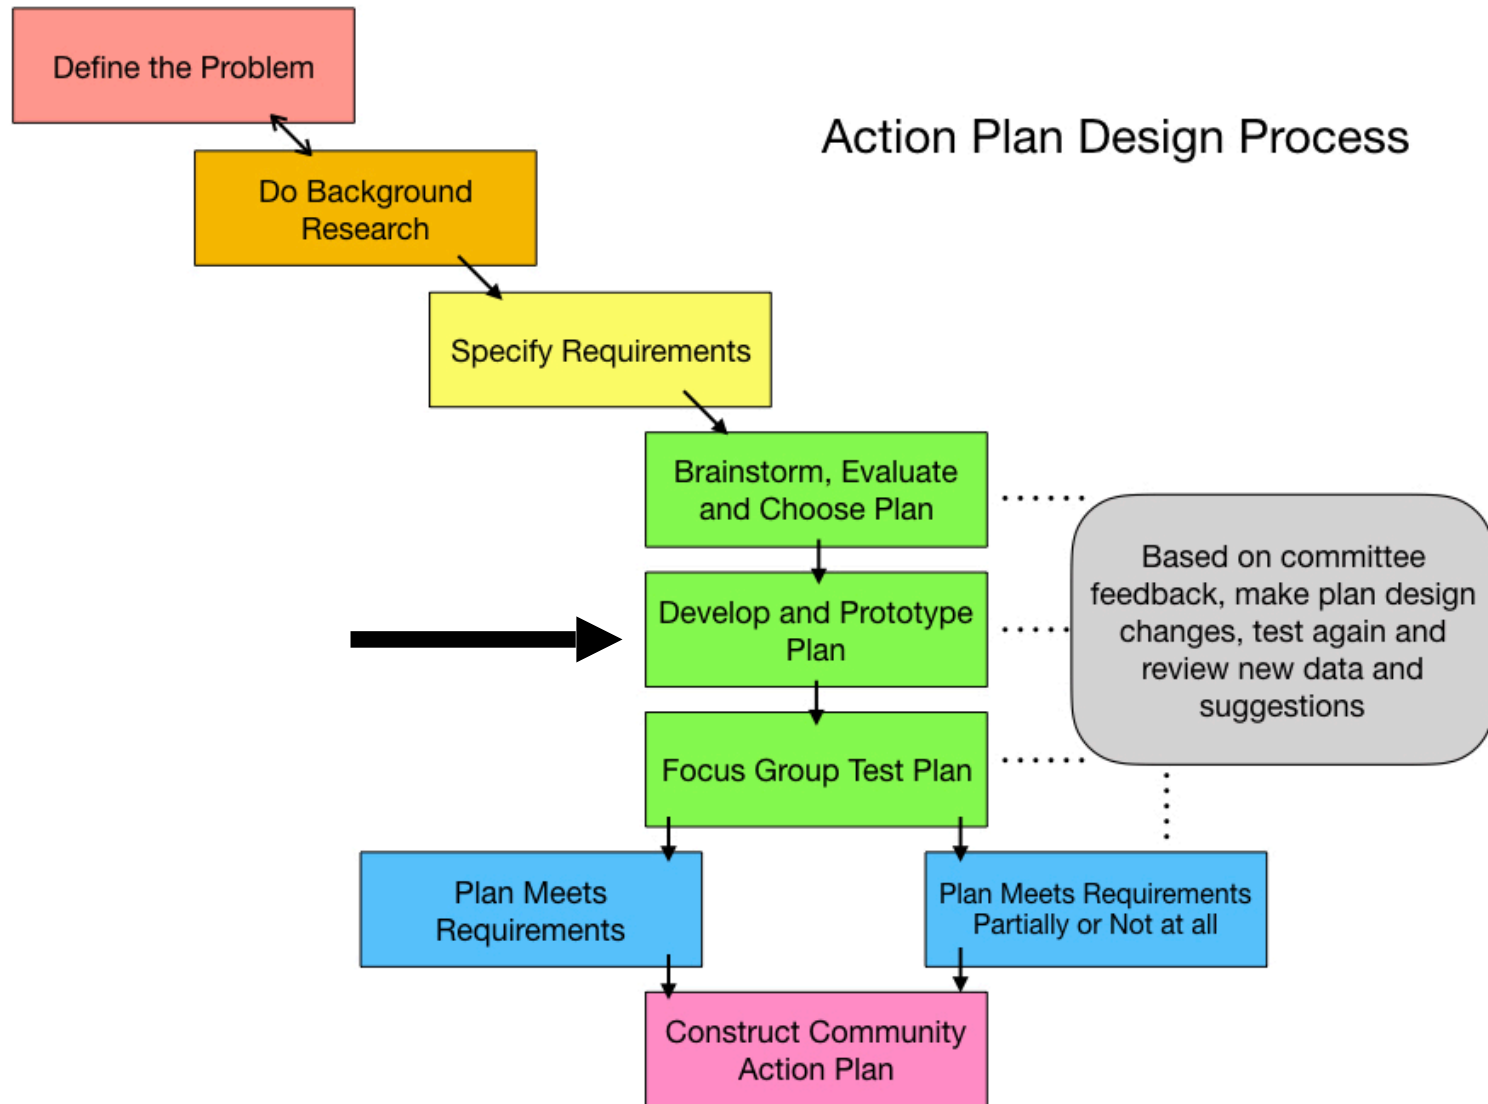 Define the Problem
Action Plan Design Process
Do Background
Research
Specify Requirements
Brainstorm, Evaluate
and Choose Plan
Develop and Prototype
Plan
Focus Group Test Plan
Based on committee
feedback, make plan design
changes, test again and
review new data and
suggestions
Plan Meets
Requirements
Plan Meets Requirements
Partially or Not at all
Construct Community
Action Plan